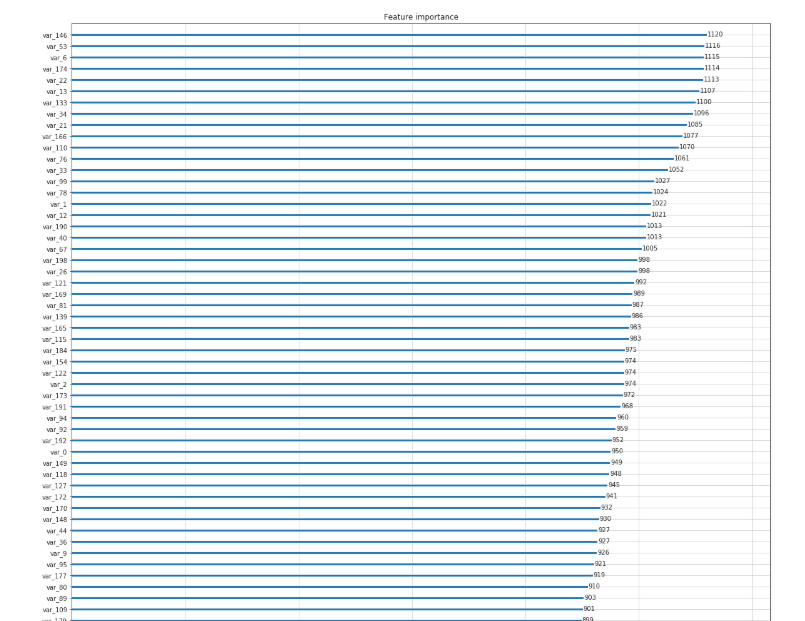 Feature importance
var_146 1120
var_53 1116
var_6 1115
var_174 1114
var_22 1113
var_13 1107
var_133 1100
var_34 1096
var_21 1085
var_166 1077
var_110 1070
var_76 1061
var_33 1052
var_99 1027
var_78 1024
var_1 1022
var_12 1021
var_190 1013
var_40 1013
var_67 1005
var_198 998
var_26 998
var_121 992
var_169 989
var_81 987
var_139 986
var_165 983
var_115 983
var_184 975
var_154 974
var_122 974
var_2 974
var_173 972
var_191 968
var_94 960
var_92 959
var_192 952
var_0 950
var_149 949
var_118 948
var_127 945
var_172 941
var_170 932
var_148 930
var_44 927
var_36 927
var_9 926
var_95 921
var_177 919
var_80 910
var_89 903
var_109 901
899